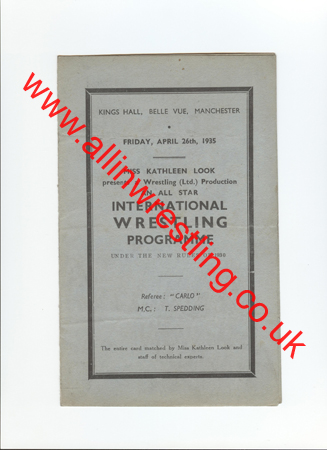 KINGS HALL, BELLE VUE, MANCHESTER
FRIDAY, APRIL 26th, 1935
MISS KATHLEEN LOOK
Wrestling (Ltd.) Production
AN ALL STAR
INTERNATIONAL
WRESTLING
PROGRAMME
UNDER THE NEW RULES
Referee: "CARLO"
M.C.: T. SPEDDING
The entire card matched by Miss Kathleen Look and
staff of technical experts.
www.allinwrestling.co.uk